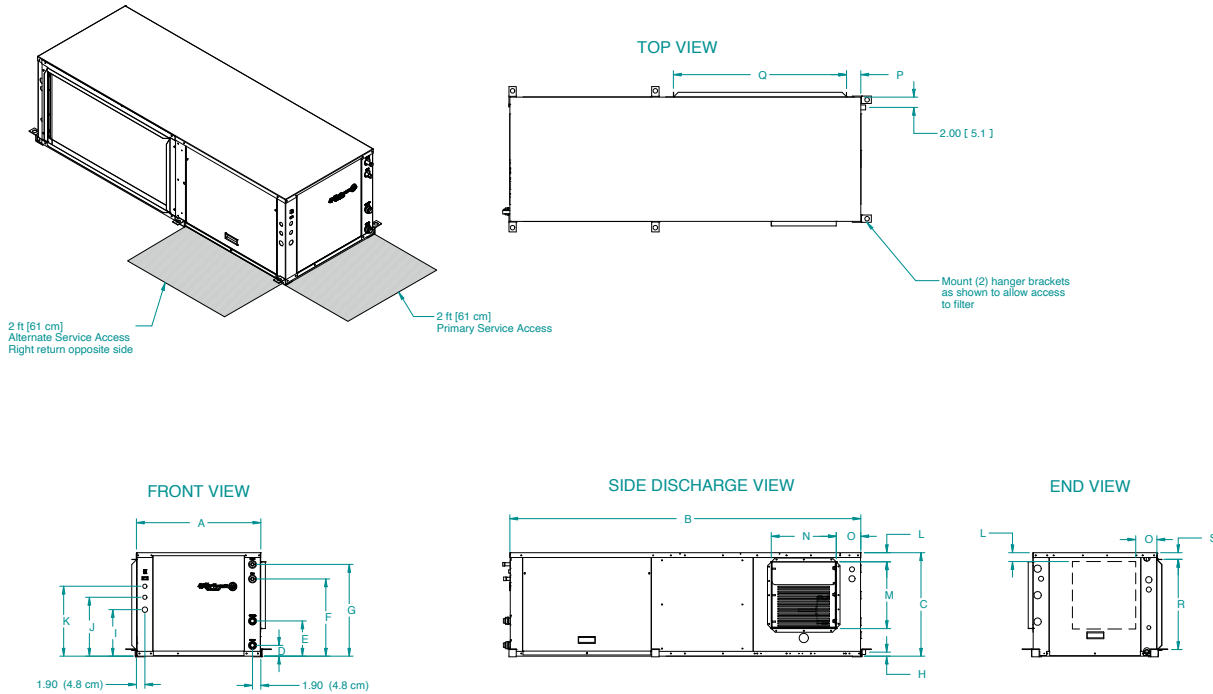 TOP VIEW
Q
P
2.00 [ 5.1 ]
Mount (2) hanger brackets
as shown to allow access
to filter
2 ft [61 cm]
Alternate Service Access
Right return opposite side
2 ft [61 cm]
Primary Service Access
FRONT VIEW
A
K
J
I
D
E
F
G
1.90 (4.8 cm)
1.90 (4.8 cm)
SIDE DISCHARGE VIEW
B
N
O
L
M
C
H
END VIEW
L
O
S
R